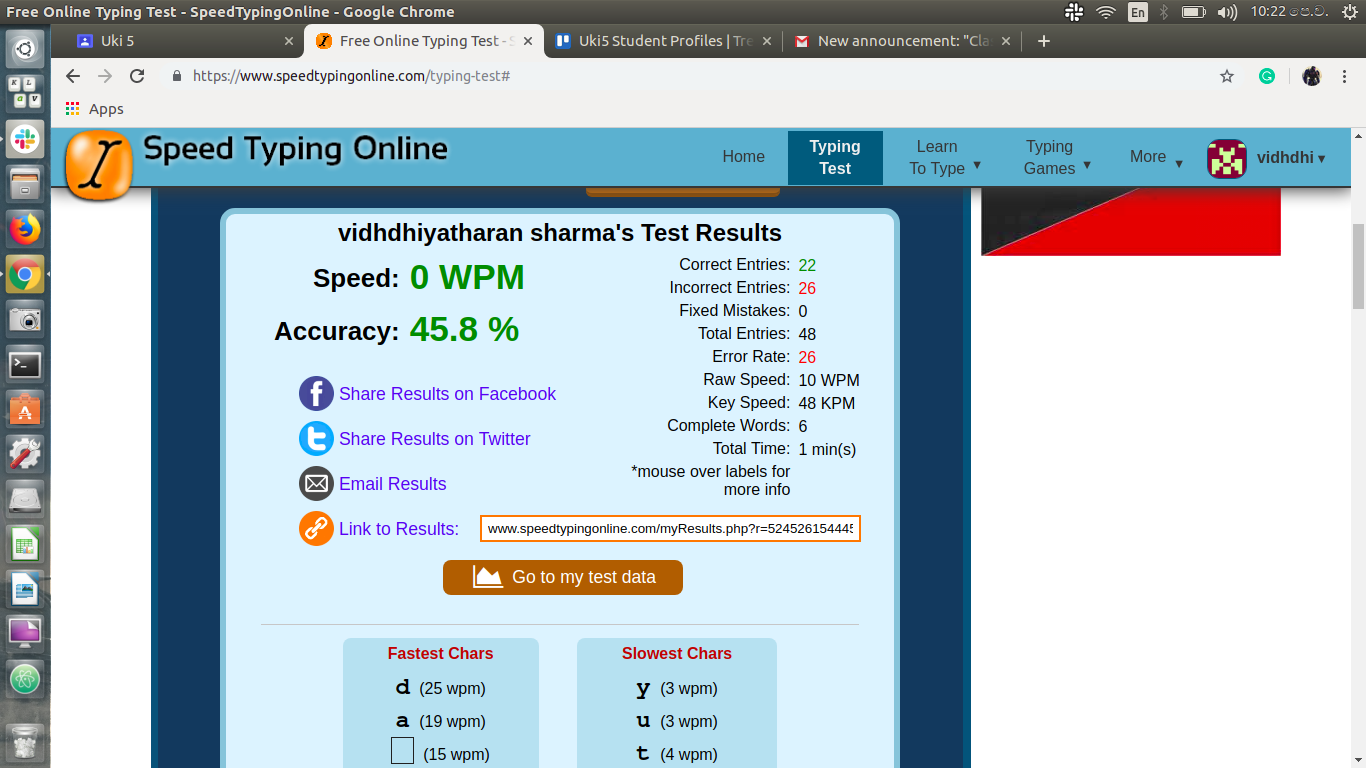 Free Online Typing Test - SpeedTypingOnline - Google Chrome
En
10:22 පෙ.ව.
Uki 5
Free Online Typing Test - S
Uki5 Student Profiles | Tre
New announcement: "Cla
https://www.speedtypingonline.com/typing-test#
Apps
Speed Typing Online
Home
Typing Test
Learn To Type ▼
Typing Games ▼
More ▼
vidhdhi ▾
vidhdhiyatharan sharma's Test Results
Speed: 0 WPM
Accuracy: 45.8 %
Share Results on Facebook
Share Results on Twitter
Email Results
Link to Results: www.speedtypingonline.com/myResults.php?r=524526154445
Correct Entries: 22
Incorrect Entries: 26
Fixed Mistakes: 0
Total Entries: 48
Error Rate: 26
Raw Speed: 10 WPM
Key Speed: 48 KPM
Complete Words: 6
Total Time: 1 min(s)
*mouse over labels for
more info
Go to my test data
Fastest Chars
d (25 wpm)
a (19 wpm)
(15 wpm)
Slowest Chars
y (3 wpm)
u (3 wpm)
t (4 wpm)